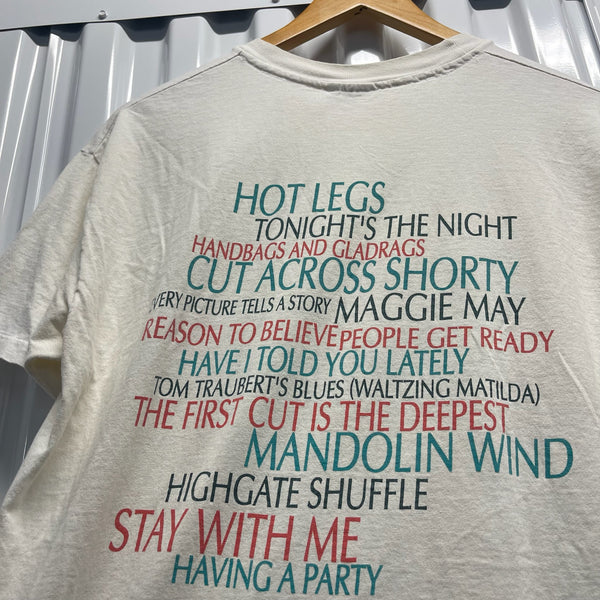 HOT LEGS
TONIGHT'S THE NIGHT
HANDBAGS AND GLADRAGS
CUT ACROSS SHORTY
EVERY PICTURE TELLS A STORY MAGGIE MAY
REASON TO BELIEVE PEOPLE GET READY
HAVE I TOLD YOU LATELY
TOM TRAUBERT'S BLUES (WALTZING MATILDA)
THE FIRST CUT IS THE DEEPEST
MANDOLIN WIND
HIGHGATE SHUFFLE
STAY WITH ME
HAVING A PARTY